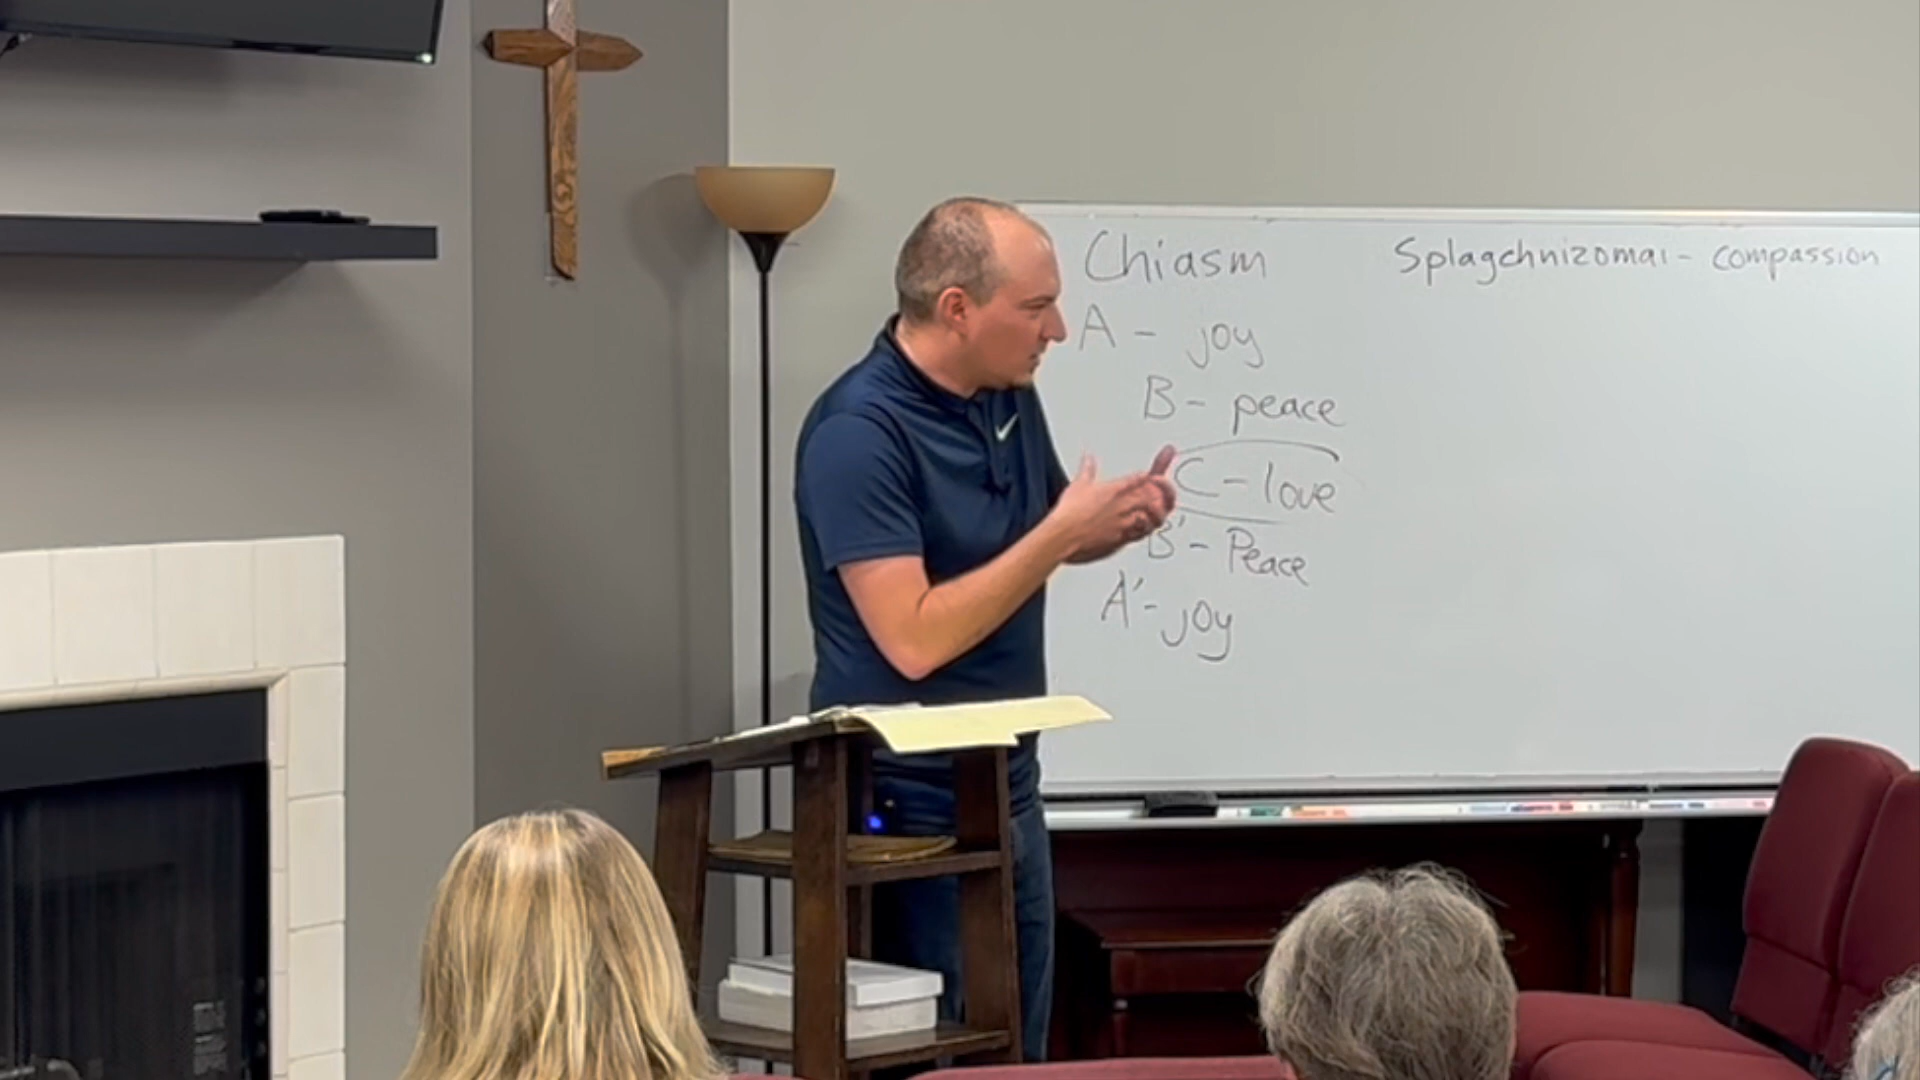 Chiasm
A - joy
B - peace
C - love
B' - Peace
A' - joy
Splagchnizomai - compassion